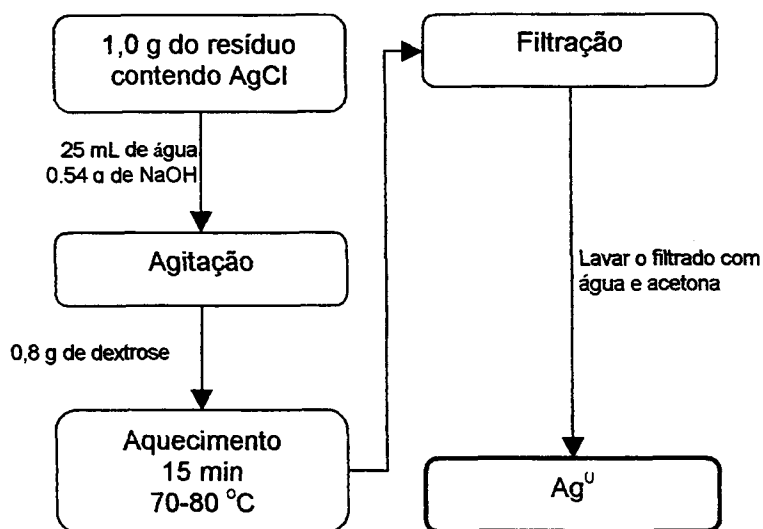 1,0 g do resíduo
contendo AgCl
25 mL de água
0.54 g de NaOH
Agitação
0,8 g de dextrose
Aquecimento
15 min
70-80 °C
Filtração
Lavar o filtrado com
água e acetona
Ag⁰